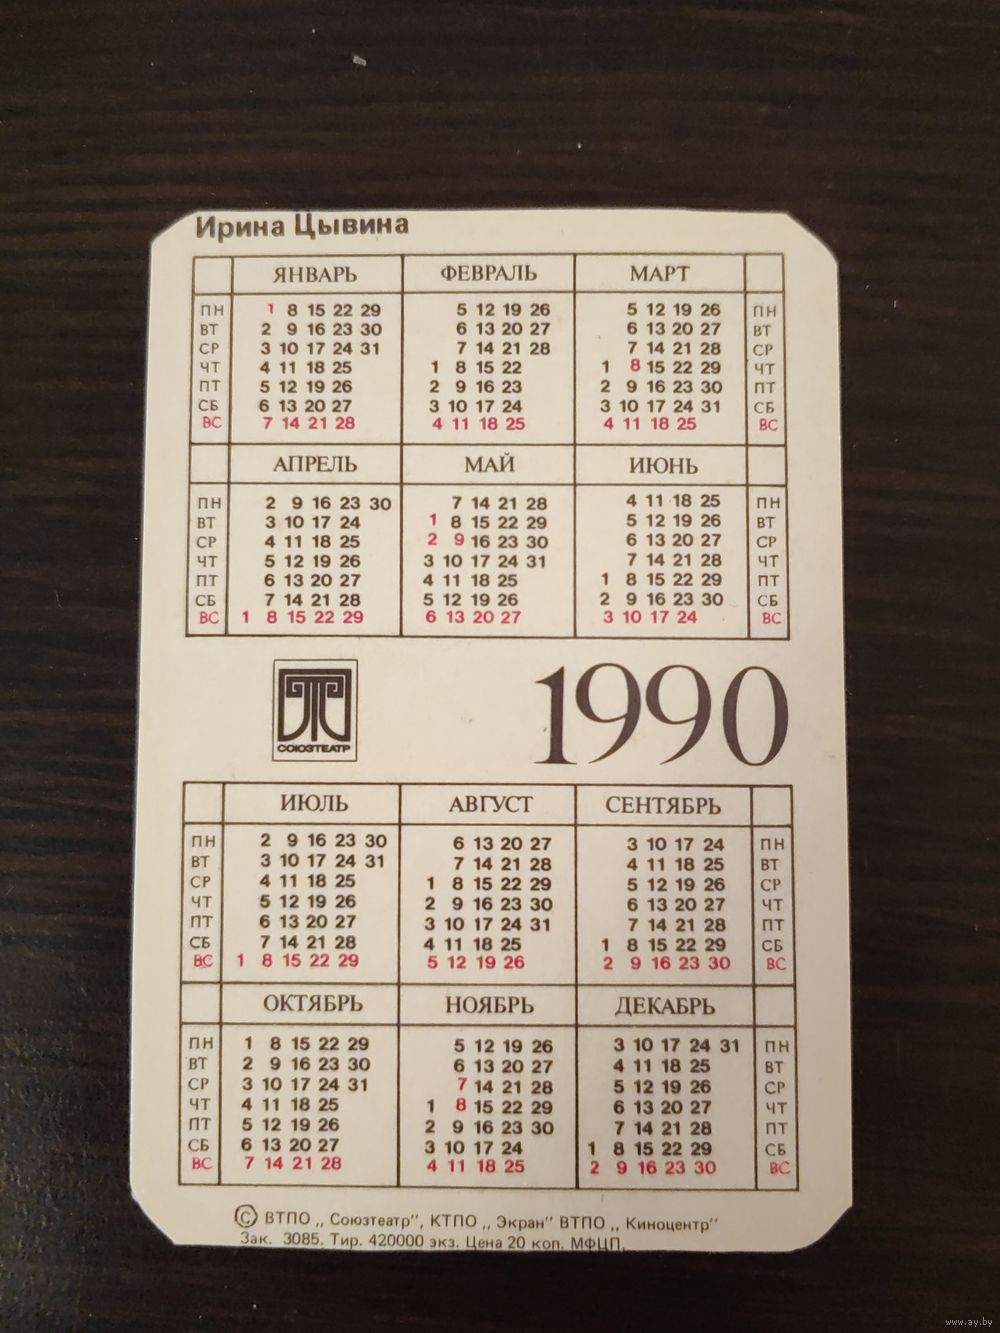 Ирина Цывина
ЯНВАРЬ ФЕВРАЛЬ МАРТ
ПН 1 8 15 22 29 5 12 19 26 5 12 19 26 ПН
ВТ 2 9 16 23 30 6 13 20 27 6 13 20 27 ВТ
СР 3 10 17 24 31 7 14 21 28 7 14 21 28 СР
ЧТ 4 11 18 25 1 8 15 22 1 8 15 22 29 ЧТ
ПТ 5 12 19 26 2 9 16 23 2 9 16 23 30 ПТ
СБ 6 13 20 27 3 10 17 24 3 10 17 24 31 СБ
ВС 7 14 21 28 4 11 18 25 4 11 18 25 ВС
АПРЕЛЬ МАЙ ИЮНЬ
ПН 2 9 16 23 30 7 14 21 28 4 11 18 25 ПН
ВТ 3 10 17 24 1 8 15 22 29 5 12 19 26 ВТ
СР 4 11 18 25 2 9 16 23 30 6 13 20 27 СР
ЧТ 5 12 19 26 3 10 17 24 31 7 14 21 28 ЧТ
ПТ 6 13 20 27 4 11 18 25 1 8 15 22 29 ПТ
СБ 7 14 21 28 5 12 19 26 2 9 16 23 30 СБ
ВС 1 8 15 22 29 6 13 20 27 3 10 17 24 ВС
СОЮЗТЕАТР
1990
ИЮЛЬ АВГУСТ СЕНТЯБРЬ
ПН 2 9 16 23 30 6 13 20 27 3 10 17 24 ПН
ВТ 3 10 17 24 31 7 14 21 28 4 11 18 25 ВТ
СР 4 11 18 25 1 8 15 22 29 5 12 19 26 СР
ЧТ 5 12 19 26 2 9 16 23 30 6 13 20 27 ЧТ
ПТ 6 13 20 27 3 10 17 24 31 7 14 21 28 ПТ
СБ 7 14 21 28 4 11 18 25 1 8 15 22 29 СБ
ВС 1 8 15 22 29 5 12 19 26 2 9 16 23 30 ВС
ОКТЯБРЬ НОЯБРЬ ДЕКАБРЬ
ПН 1 8 15 22 29 5 12 19 26 3 10 17 24 31 ПН
ВТ 2 9 16 23 30 6 13 20 27 4 11 18 25 ВТ
СР 3 10 17 24 31 7 14 21 28 5 12 19 26 СР
ЧТ 4 11 18 25 1 8 15 22 29 6 13 20 27 ЧТ
ПТ 5 12 19 26 2 9 16 23 30 7 14 21 28 ПТ
СБ 6 13 20 27 3 10 17 24 1 8 15 22 29 СБ
ВС 7 14 21 28 4 11 18 25 2 9 16 23 30 ВС
© ВТПО „ Союзтеатр", КТПО „ Экран" ВТПО „ Киноцентр"
Зак. 3085. Тир. 420000 экз. Цена 20 коп. МФЦП.
www.ay.by